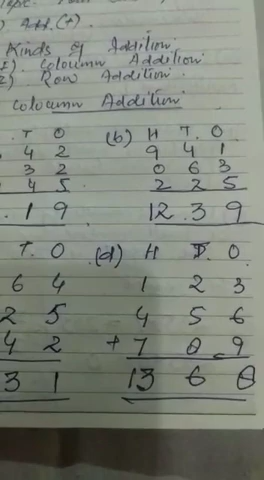 Add. (+)
Kinds of Addition
Coloumn Addition
2) Row Addition.
Coloumn Addition
. T O (b) H T. O
4 2 9 4 1
3 2 0 6 3
4 5 2 2 5
. 1 9 12. 3 9
T. O (d) H T. O
6 4 1 2 3
2 5 4 5 6
4 2 + 7 8 9
3 1 13 6 8